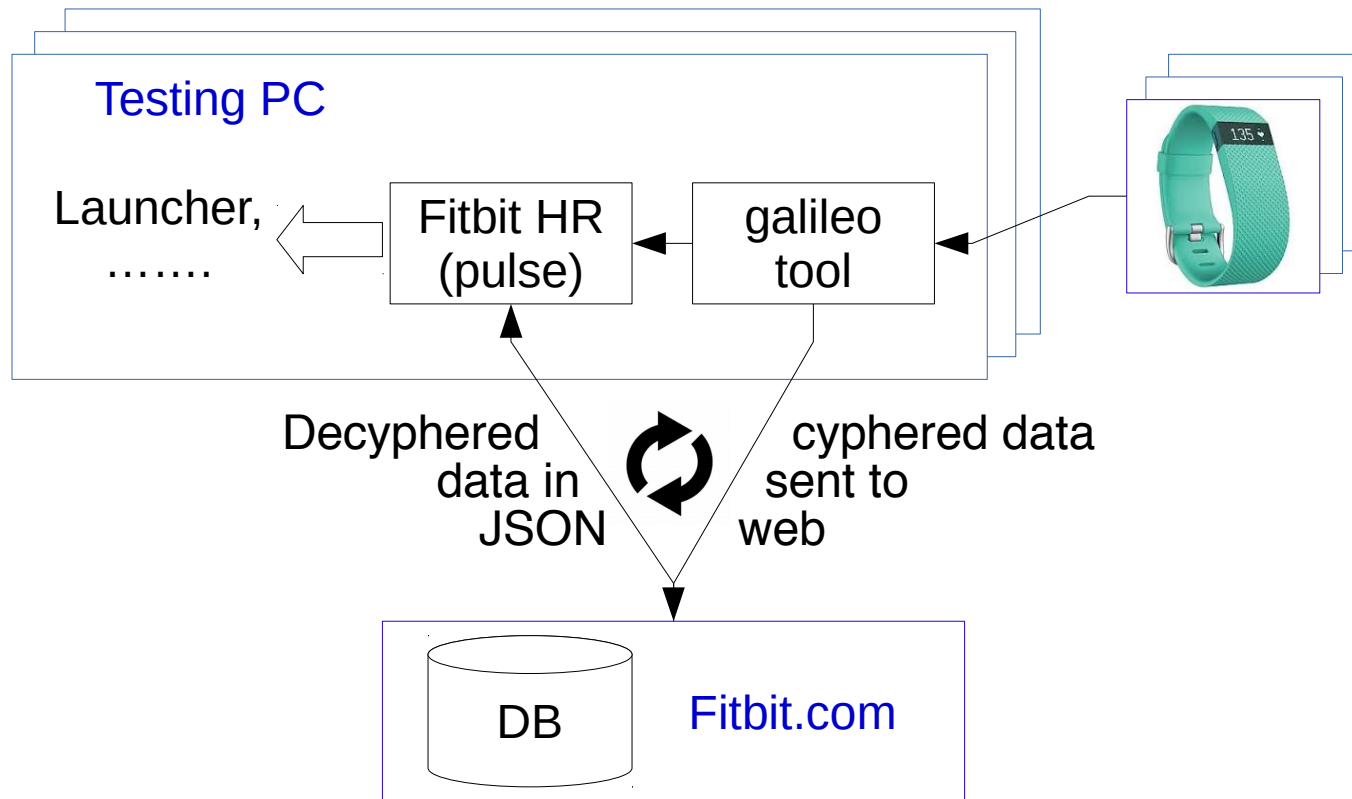 Testing PC
135
Launcher,
…….
Fitbit HR
(pulse)
galileo
tool
Decyphered
data in
JSON
cyphered data
sent to
web
DB
Fitbit.com